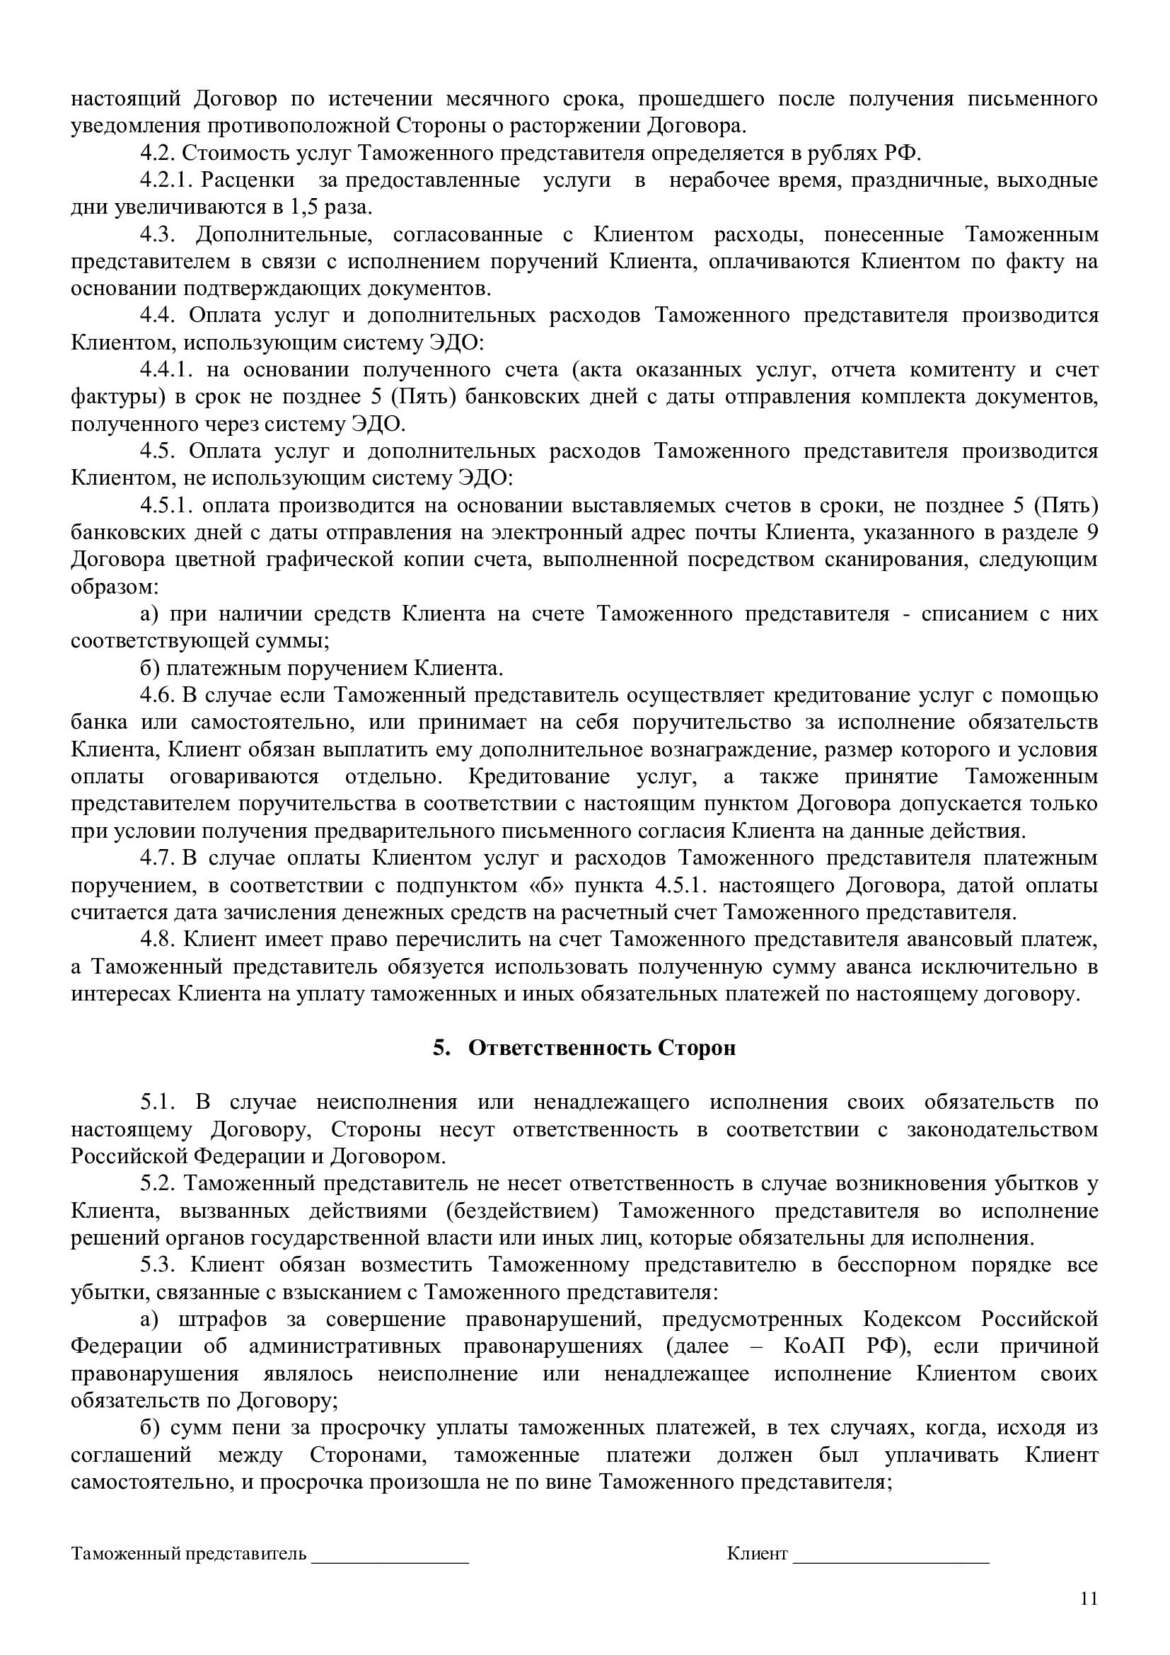 настоящий Договор по истечении месячного срока, прошедшего после получения письменного
уведомления противоположной Стороны о расторжении Договора.
4.2. Стоимость услуг Таможенного представителя определяется в рублях РФ.
4.2.1. Расценки за предоставленные услуги в нерабочее время, праздничные, выходные
дни увеличиваются в 1,5 раза.
4.3. Дополнительные, согласованные с Клиентом расходы, понесенные Таможенным
представителем в связи с исполнением поручений Клиента, оплачиваются Клиентом по факту на
основании подтверждающих документов.
4.4. Оплата услуг и дополнительных расходов Таможенного представителя производится
Клиентом, использующим систему ЭДО:
4.4.1. на основании полученного счета (акта оказанных услуг, отчета комитенту и счет
фактуры) в срок не позднее 5 (Пять) банковских дней с даты отправления комплекта документов,
полученного через систему ЭДО.
4.5. Оплата услуг и дополнительных расходов Таможенного представителя производится
Клиентом, не использующим систему ЭДО:
4.5.1. оплата производится на основании выставляемых счетов в сроки, не позднее 5 (Пять)
банковских дней с даты отправления на электронный адрес почты Клиента, указанного в разделе 9
Договора цветной графической копии счета, выполненной посредством сканирования, следующим
образом:
а) при наличии средств Клиента на счете Таможенного представителя - списанием с них
соответствующей суммы;
б) платежным поручением Клиента.
4.6. В случае если Таможенный представитель осуществляет кредитование услуг с помощью
банка или самостоятельно, или принимает на себя поручительство за исполнение обязательств
Клиента, Клиент обязан выплатить ему дополнительное вознаграждение, размер которого и условия
оплаты оговариваются отдельно. Кредитование услуг, а также принятие Таможенным
представителем поручительства в соответствии с настоящим пунктом Договора допускается только
при условии получения предварительного письменного согласия Клиента на данные действия.
4.7. В случае оплаты Клиентом услуг и расходов Таможенного представителя платежным
поручением, в соответствии с подпунктом «б» пункта 4.5.1. настоящего Договора, датой оплаты
считается дата зачисления денежных средств на расчетный счет Таможенного представителя.
4.8. Клиент имеет право перечислить на счет Таможенного представителя авансовый платеж,
а Таможенный представитель обязуется использовать полученную сумму аванса исключительно в
интересах Клиента на уплату таможенных и иных обязательных платежей по настоящему договору.
5. Ответственность Сторон
5.1. В случае неисполнения или ненадлежащего исполнения своих обязательств по
настоящему Договору, Стороны несут ответственность в соответствии с законодательством
Российской Федерации и Договором.
5.2. Таможенный представитель не несет ответственность в случае возникновения убытков у
Клиента, вызванных действиями (бездействием) Таможенного представителя во исполнение
решений органов государственной власти или иных лиц, которые обязательны для исполнения.
5.3. Клиент обязан возместить Таможенному представителю в бесспорном порядке все
убытки, связанные с взысканием с Таможенного представителя:
а) штрафов за совершение правонарушений, предусмотренных Кодексом Российской
Федерации об административных правонарушениях (далее – КоАП РФ), если причиной
правонарушения являлось неисполнение или ненадлежащее исполнение Клиентом своих
обязательств по Договору;
б) сумм пени за просрочку уплаты таможенных платежей, в тех случаях, когда, исходя из
соглашений между Сторонами, таможенные платежи должен был уплачивать Клиент
самостоятельно, и просрочка произошла не по вине Таможенного представителя;
Таможенный представитель ________________ Клиент ____________________
11